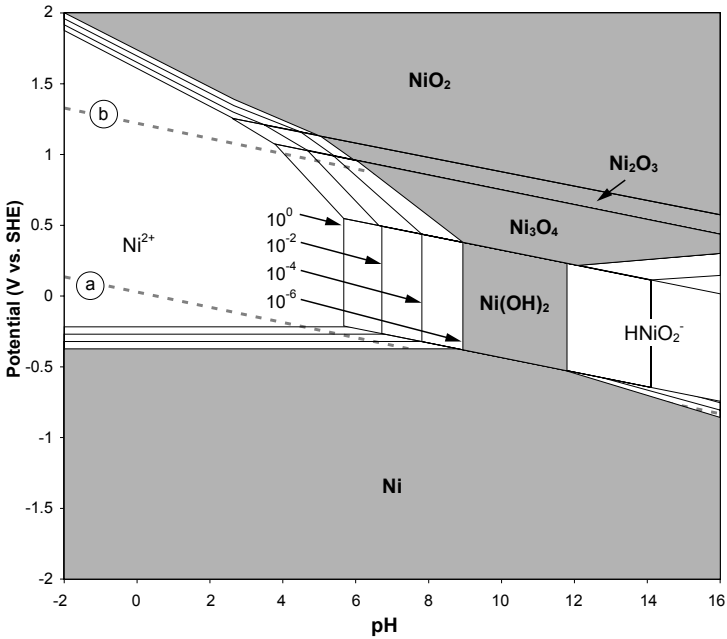 2
1.5
1
0.5
0
-0.5
-1
-1.5
-2
Potential (V vs. SHE)
NiO₂
b
Ni₂O₃
Ni₃O₄
10⁰
10⁻²
10⁻⁴
10⁻⁶
Ni²⁺
a
Ni(OH)₂
HNiO₂⁻
Ni
-2 0 2 4 6 8 10 12 14 16
pH